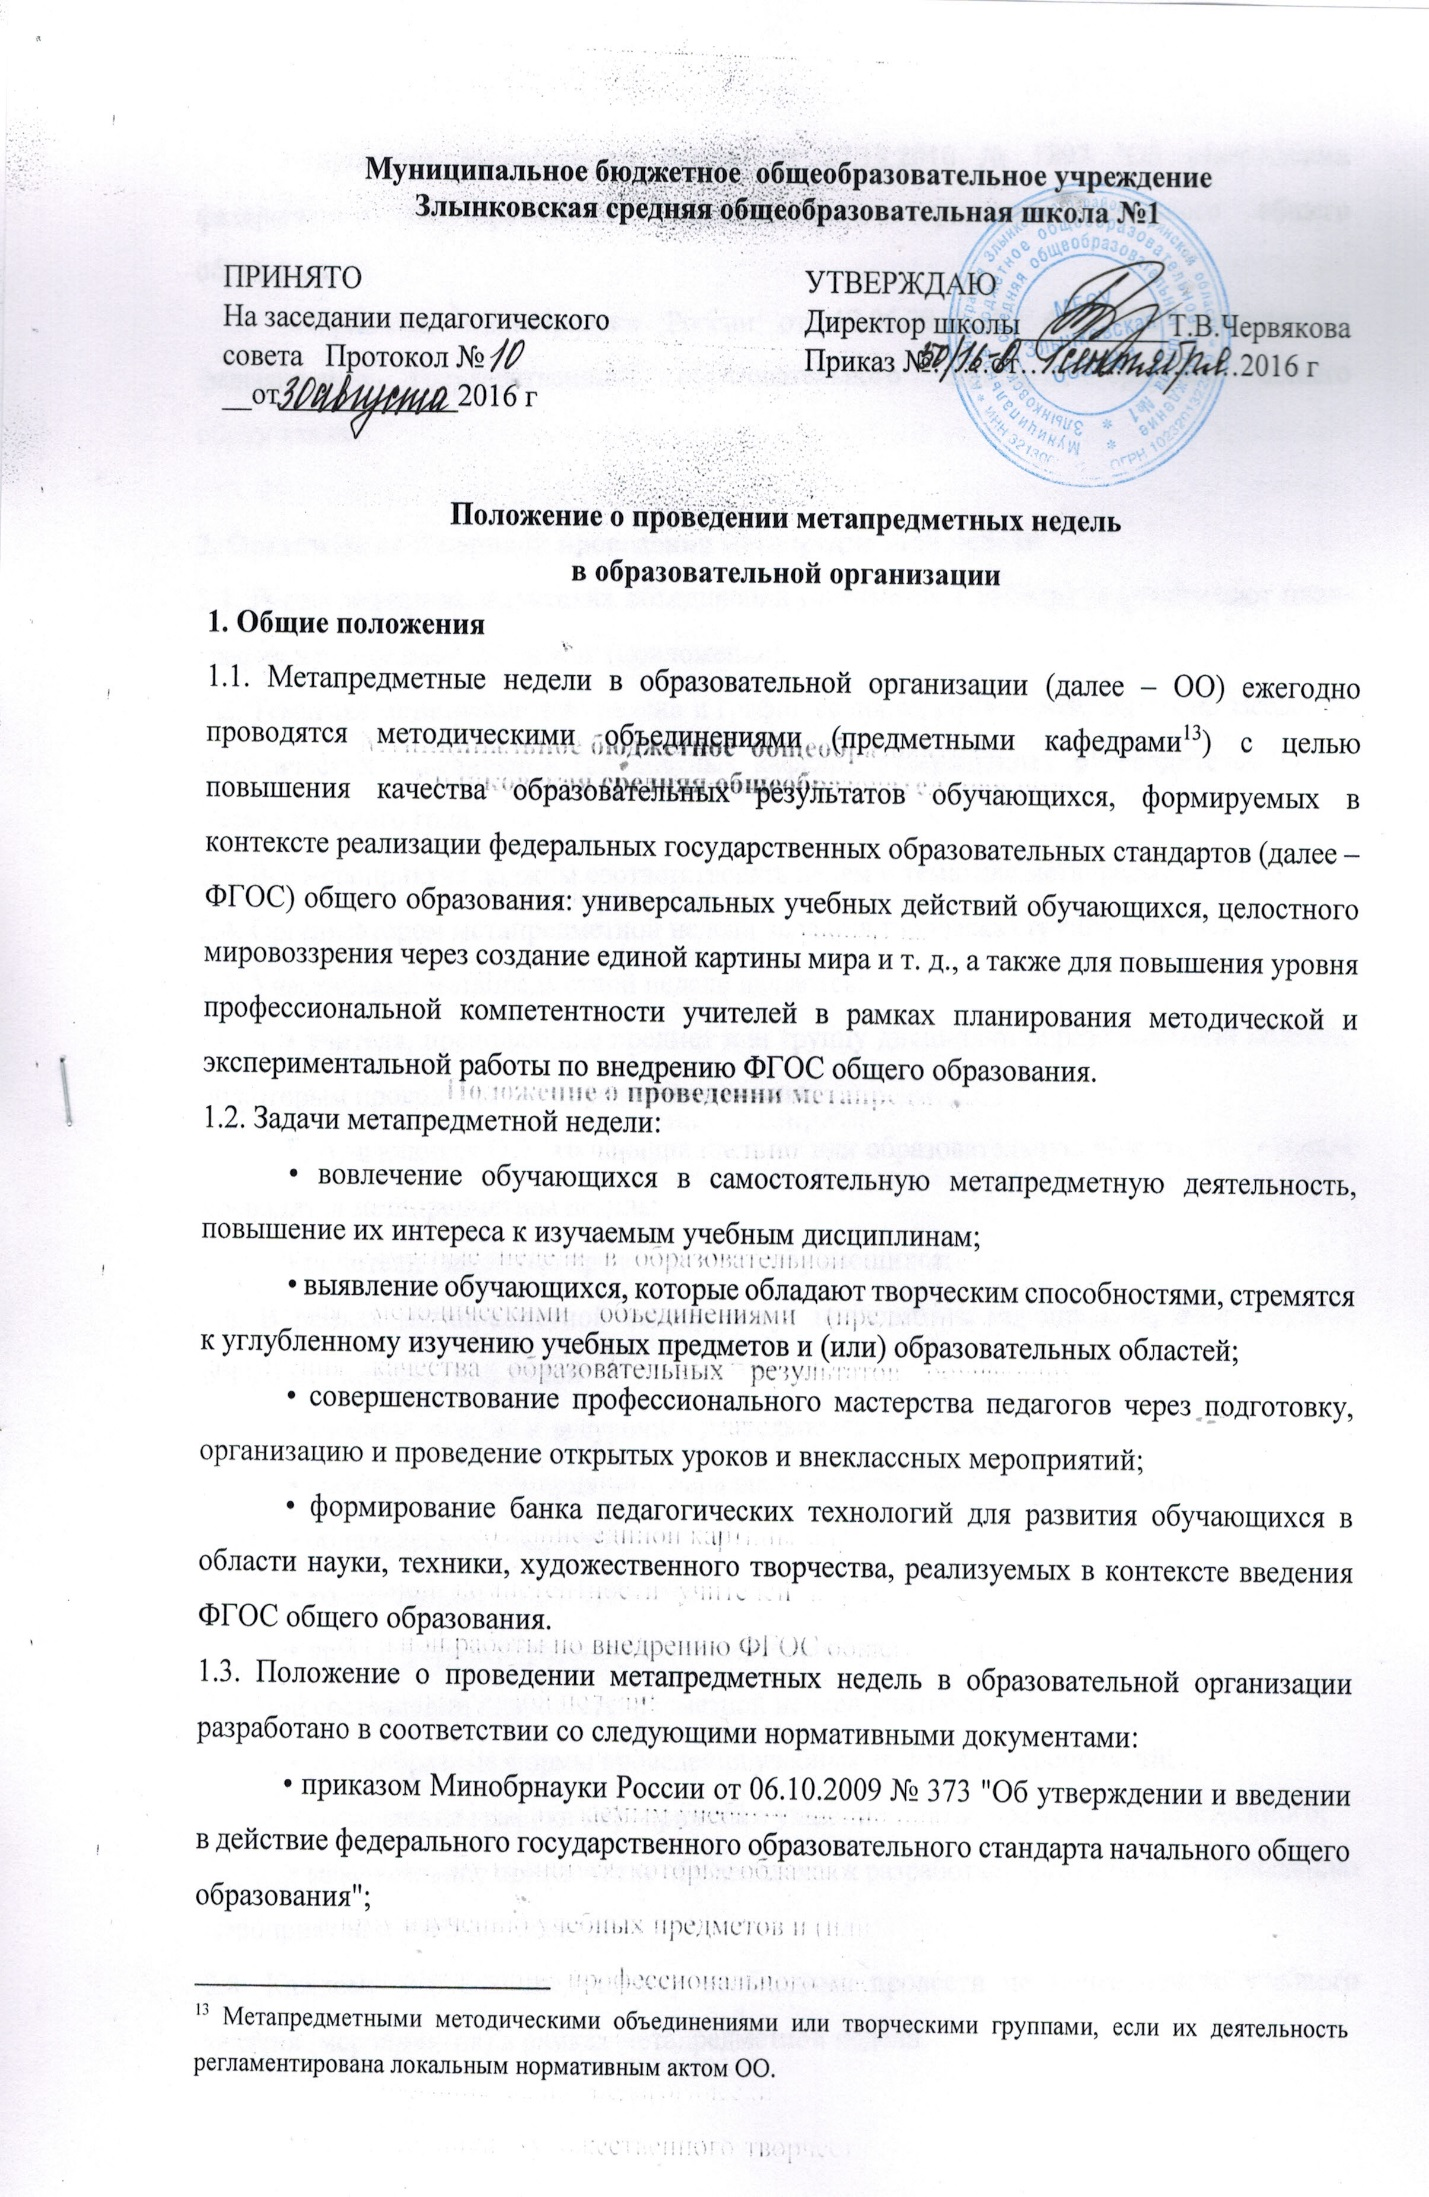 Муниципальное бюджетное общеобразовательное учреждение
Злынковская средняя общеобразовательная школа №1
ПРИНЯТО
На заседании педагогического
совета Протокол № 10
__от 30 августа 2016 г
УТВЕРЖДАЮ
Директор школы Г.В.Червякова
Приказ № от 1 сентября 2016 г
Положение о проведении метапредметных недель
в образовательной организации
1. Общие положения
1.1. Метапредметные недели в образовательной организации (далее – ОО) ежегодно
проводятся методическими объединениями (предметными кафедрами13) с целью
повышения качества образовательных результатов обучающихся, формируемых в
контексте реализации федеральных государственных образовательных стандартов (далее –
ФГОС) общего образования: универсальных учебных действий обучающихся, целостного
мировоззрения через создание единой картины мира и т. д., а также для повышения уровня
профессиональной компетентности учителей в рамках планирования методической и
экспериментальной работы по внедрению ФГОС общего образования.
1.2. Задачи метапредметной недели:
• вовлечение обучающихся в самостоятельную метапредметную деятельность,
повышение их интереса к изучаемым учебным дисциплинам;
• выявление обучающихся, которые обладают творческим способностями, стремятся
к углубленному изучению учебных предметов и (или) образовательных областей;
• совершенствование профессионального мастерства педагогов через подготовку,
организацию и проведение открытых уроков и внеклассных мероприятий;
• формирование банка педагогических технологий для развития обучающихся в
области науки, техники, художественного творчества, реализуемых в контексте введения
ФГОС общего образования.
1.3. Положение о проведении метапредметных недель в образовательной организации
разработано в соответствии со следующими нормативными документами:
• приказом Минобрнауки России от 06.10.2009 № 373 "Об утверждении и введении
в действие федерального государственного образовательного стандарта начального общего
образования";
13 Метапредметными методическими объединениями или творческими группами, если их деятельность
регламентирована локальным нормативным актом ОО.